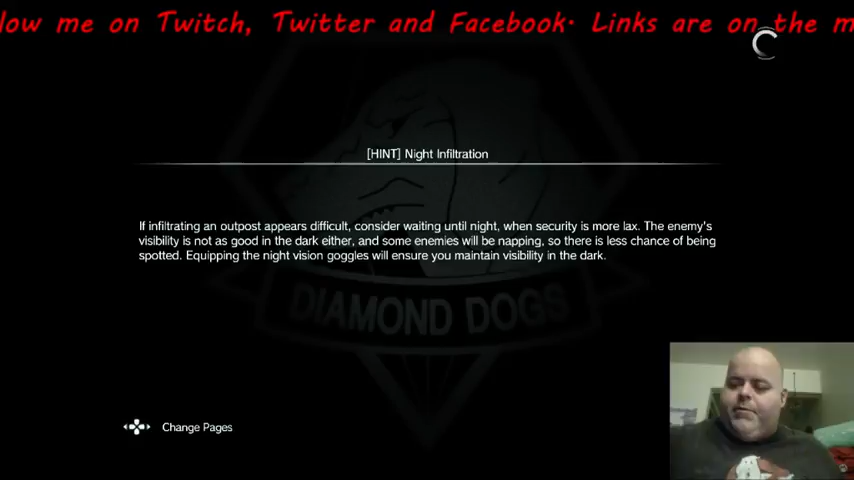 low me on Twitch, Twitter and Facebook. Links are on the m
[HINT] Night Infiltration
If infiltrating an outpost appears difficult, consider waiting until night, when security is more lax. The enemy's
visibility is not as good in the dark either, and some enemies will be napping, so there is less chance of being
spotted. Equipping the night vision goggles will ensure you maintain visibility in the dark.
DIAMOND DOGS
Change Pages